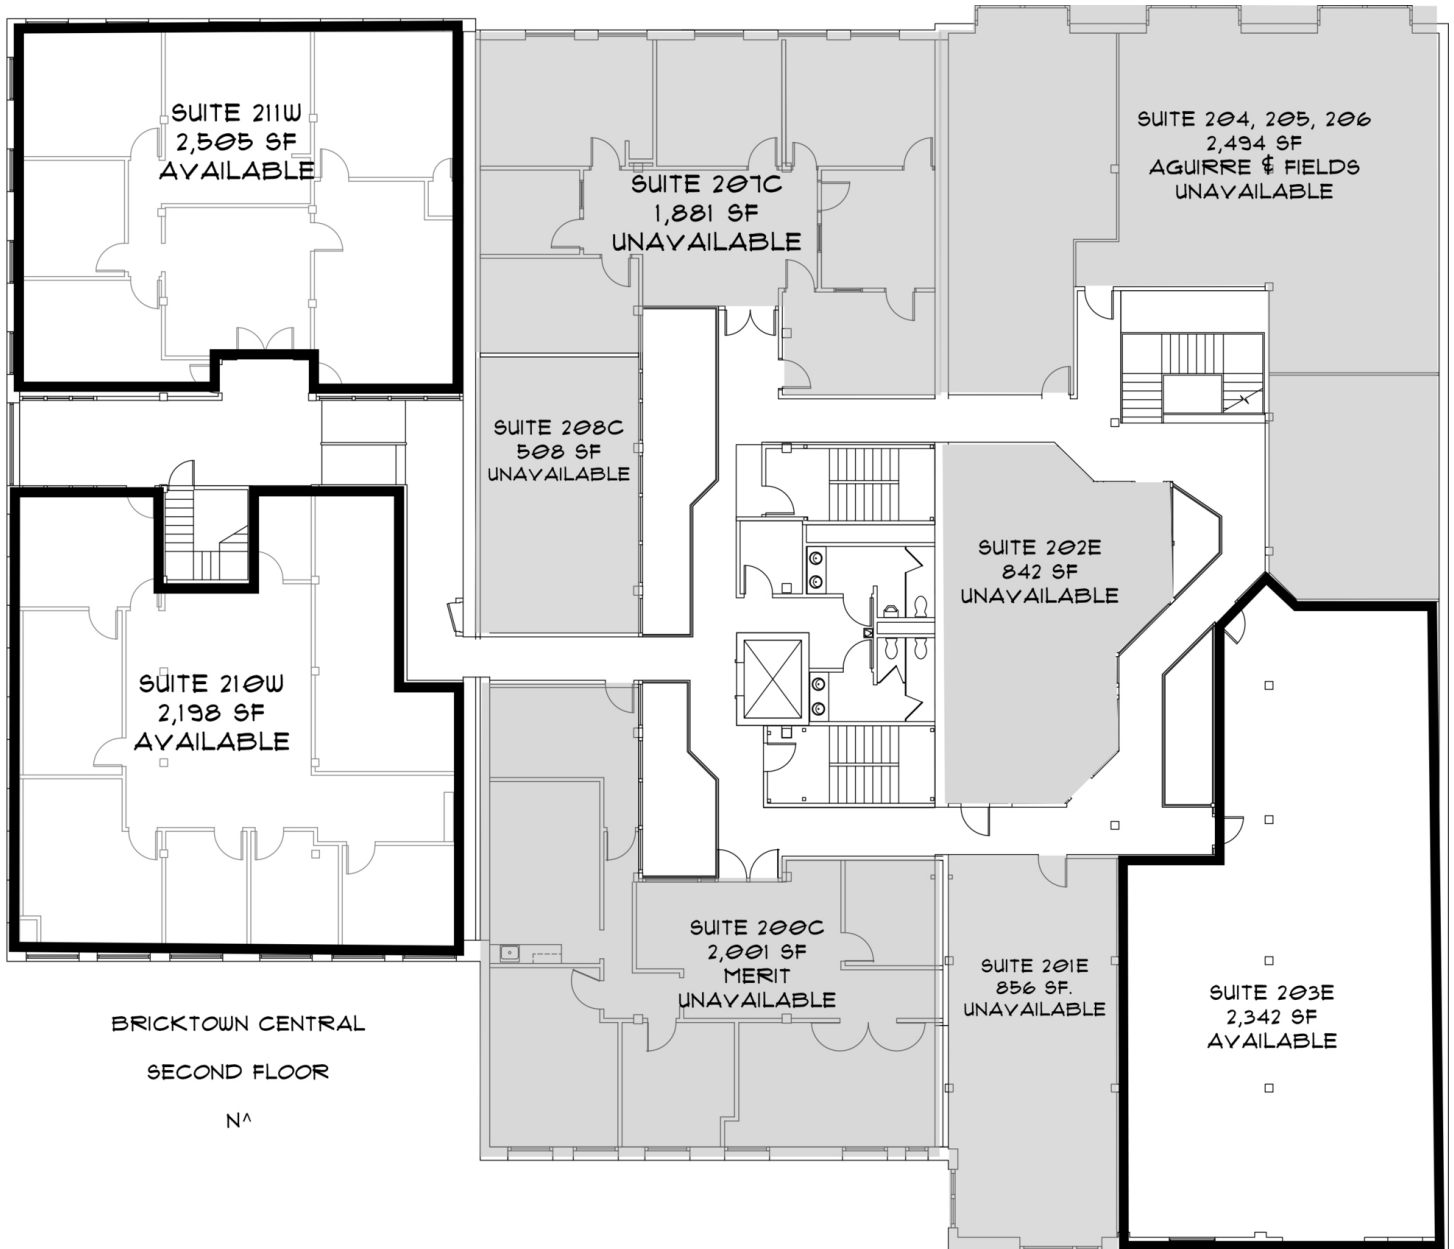 SUITE 211W
2,505 SF
AVAILABLE
SUITE 207C
1,881 SF
UNAVAILABLE
SUITE 204, 205, 206
2,494 SF
AGUIRRE & FIELDS
UNAVAILABLE
SUITE 208C
508 SF
UNAVAILABLE
SUITE 202E
842 SF
UNAVAILABLE
SUITE 210W
2,198 SF
AVAILABLE
SUITE 200C
2,001 SF
MERIT
UNAVAILABLE
SUITE 201E
856 SF.
UNAVAILABLE
SUITE 203E
2,342 SF
AVAILABLE
BRICKTOWN CENTRAL
SECOND FLOOR
N^